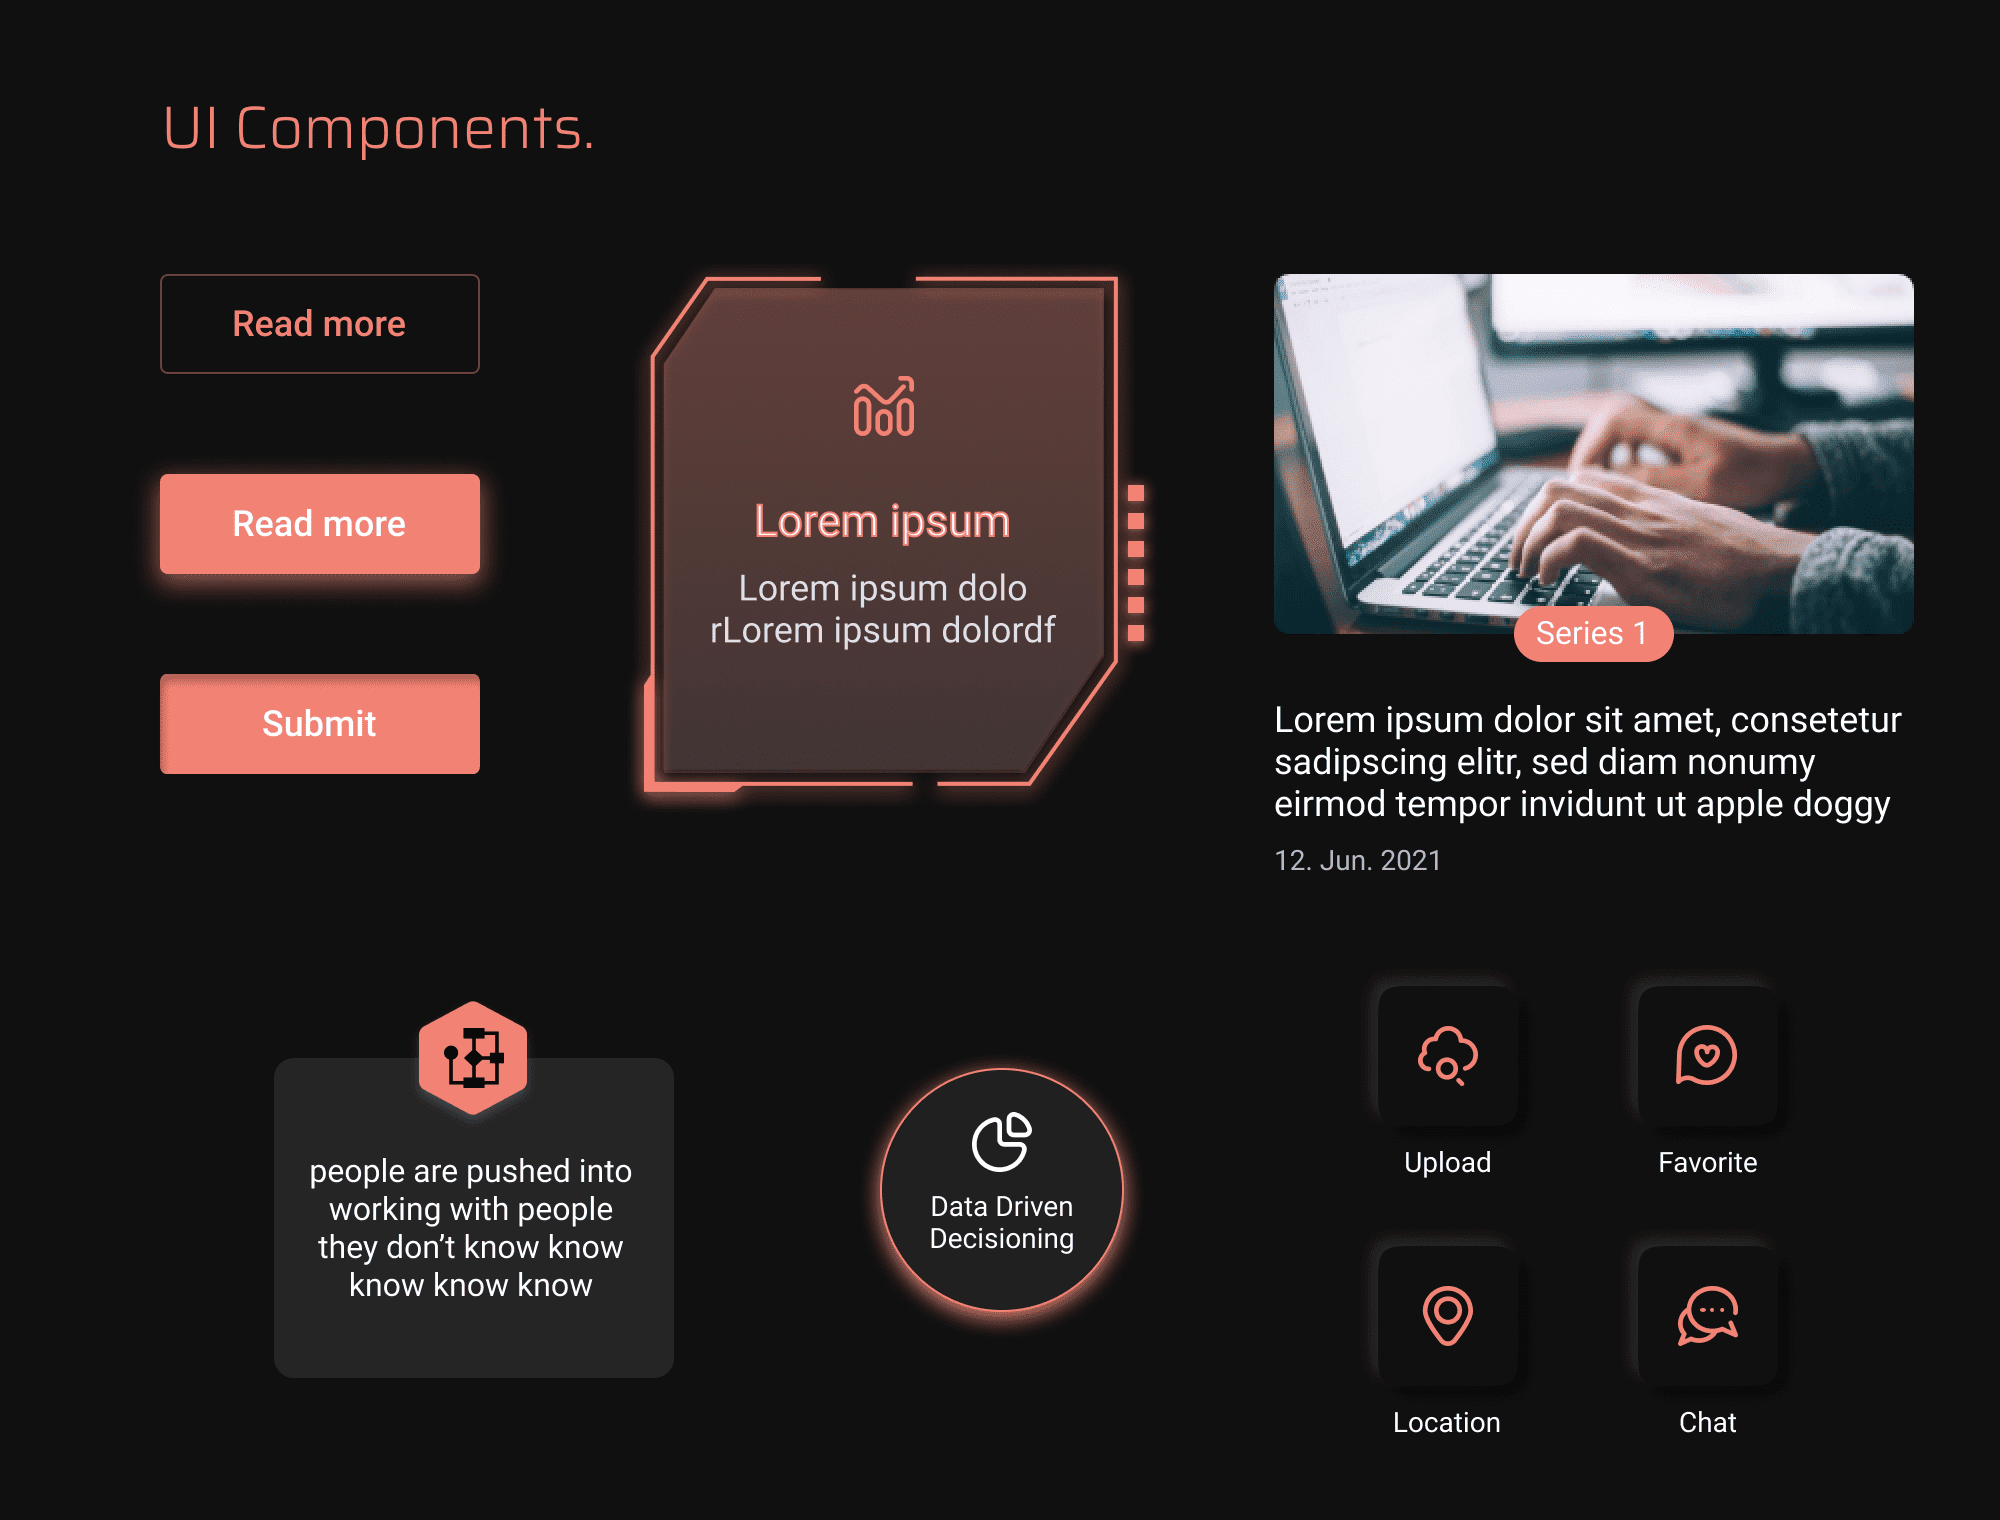 UI Components.
Read more
Read more
Submit
Lorem ipsum
Lorem ipsum dolo
rLorem ipsum dolordf
Series 1
Lorem ipsum dolor sit amet, consetetur
sadipscing elitr, sed diam nonumy
eirmod tempor invidunt ut apple doggy
12. Jun. 2021
people are pushed into
working with people
they don’t know know
know know know
Data Driven
Decisioning
Upload
Favorite
Location
Chat